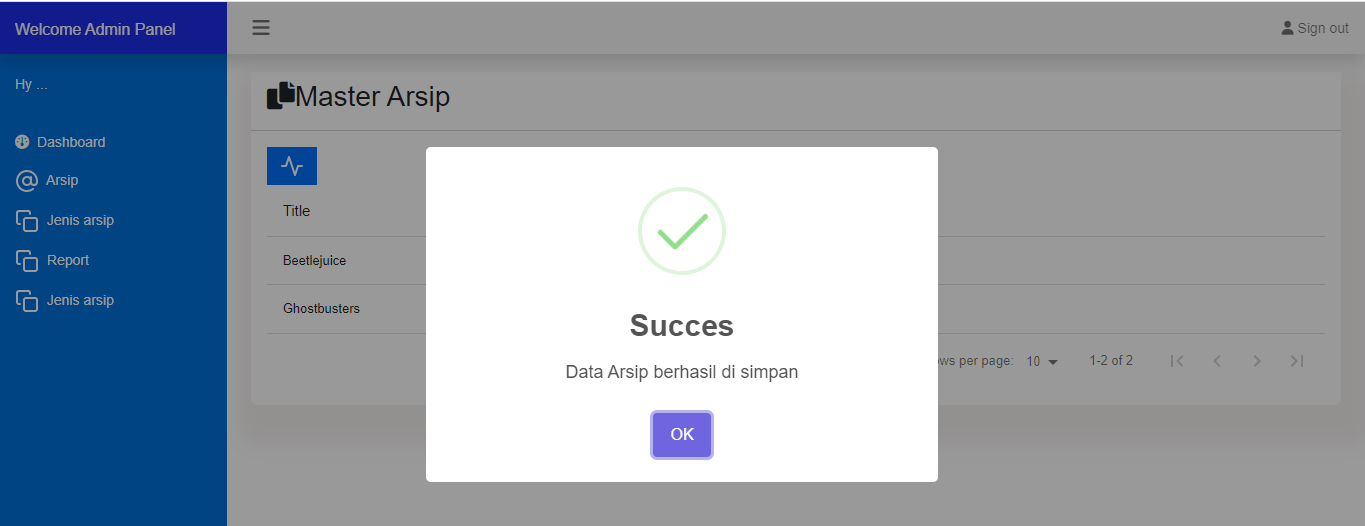 Welcome Admin Panel
Sign out
Hy ...
Master Arsip
Dashboard
Arsip
Jenis arsip
Report
Jenis arsip
Title
Beetlejuice
Ghostbusters
Succes
Data Arsip berhasil di simpan
OK
per page: 10 1-2 of 2